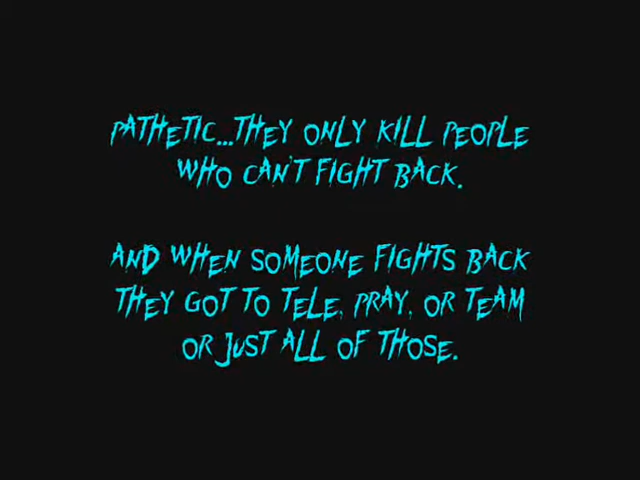 PATHETIC...THEY ONLY KILL PEOPLE
WHO CAN'T FIGHT BACK.
AND WHEN SOMEONE FIGHTS BACK
THEY GOT TO TELE, PRAY, OR TEAM
OR JUST ALL OF THOSE.